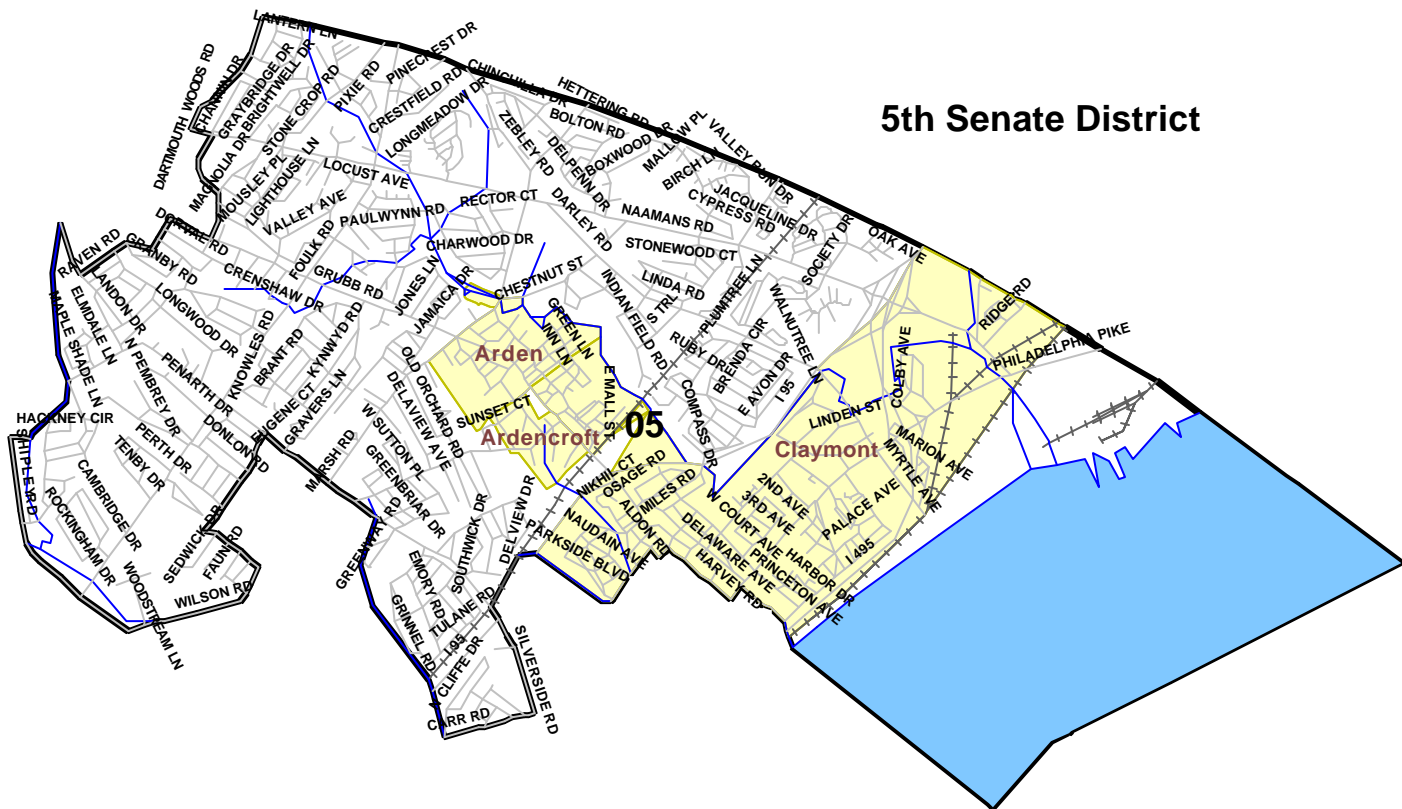 5th Senate District
LANTERN LN
DARTMOUTH WOODS RD
CHANNIN DR
GRAYBRIDGE DR
BRIGHTWELL DR
MAGNOLIA DR
STONE CROP RD
PIXIE RD
PINECREST DR
CRESTFIELD RD
LONGMEADOW DR
CHINCHILLA DR
HETTERING RD
BOLTON RD
ZEBLEY RD
DELPENN DR
BOXWOOD DR
MALLOW PL
BIRCH LN
VALLEY RUN DR
JACQUELINE DR
CYPRESS RD
MOUSLEY PL
LIGHTHOUSE LN
LOCUST AVE
VALLEY AVE
PAULWYNN RD
RECTOR CT
DARLEY RD
NAAMANS RD
STONEWOOD CT
SOCIETY DR
OAK AVE
DORVAL RD
RAVEN RD
GRANBY RD
CRENSHAW DR
FOULK RD
GRUBB RD
CHARWOOD DR
JONES LN
JAMAICA DR
CHESTNUT ST
INDIAN FIELD RD
LINDA RD
S TRL
PLUMTREE LN
WALNUTREE LN
RIDGE RD
PHILADELPHIA PIKE
MAPLE SHADE LN
ELMDALE LN
LANDON DR
LONGWOOD DR
N PEMBREY DR
PENARTH DR
KNOWLES RD
BRANT RD
KYNWYD RD
EUGENE CT
GRAVERS LN
OLD ORCHARD RD
DELAVIEW AVE
Arden
GREEN LN
INN LN
SUNSET CT
Ardencroft
E MALL ST
05
RUBY DR
BRENDA CIR
E AVON DR
I 95
COLBY AVE
LINDEN ST
Claymont
MARION AVE
MYRTLE AVE
COMPASS DR
HACKNEY CIR
SHIPLEY RD
ROCKINGHAM DR
CAMBRIDGE DR
TENBY DR
PERTH DR
DONLON RD
MARSH RD
W SUTTON PL
GREENBRIAR DR
SOUTHWICK DR
DELVIEW DR
NIKHIL CT
OSAGE RD
MILES RD
ALDON RD
NAUDAIN AVE
PARKSIDE BLVD
2ND AVE
3RD AVE
COURT AVE
PALACE AVE
DELAWARE AVE
HARVEY RD
PRINCETON AVE
HARBOR DR
I 495
SEDWICK DR
FAUN RD
WILSON RD
WOODSTREAM LN
GREENWAY RD
EMORY RD
GRINNEL RD
TULANE RD
I 95
CLIFFE DR
CARR RD
SILVERSIDE RD